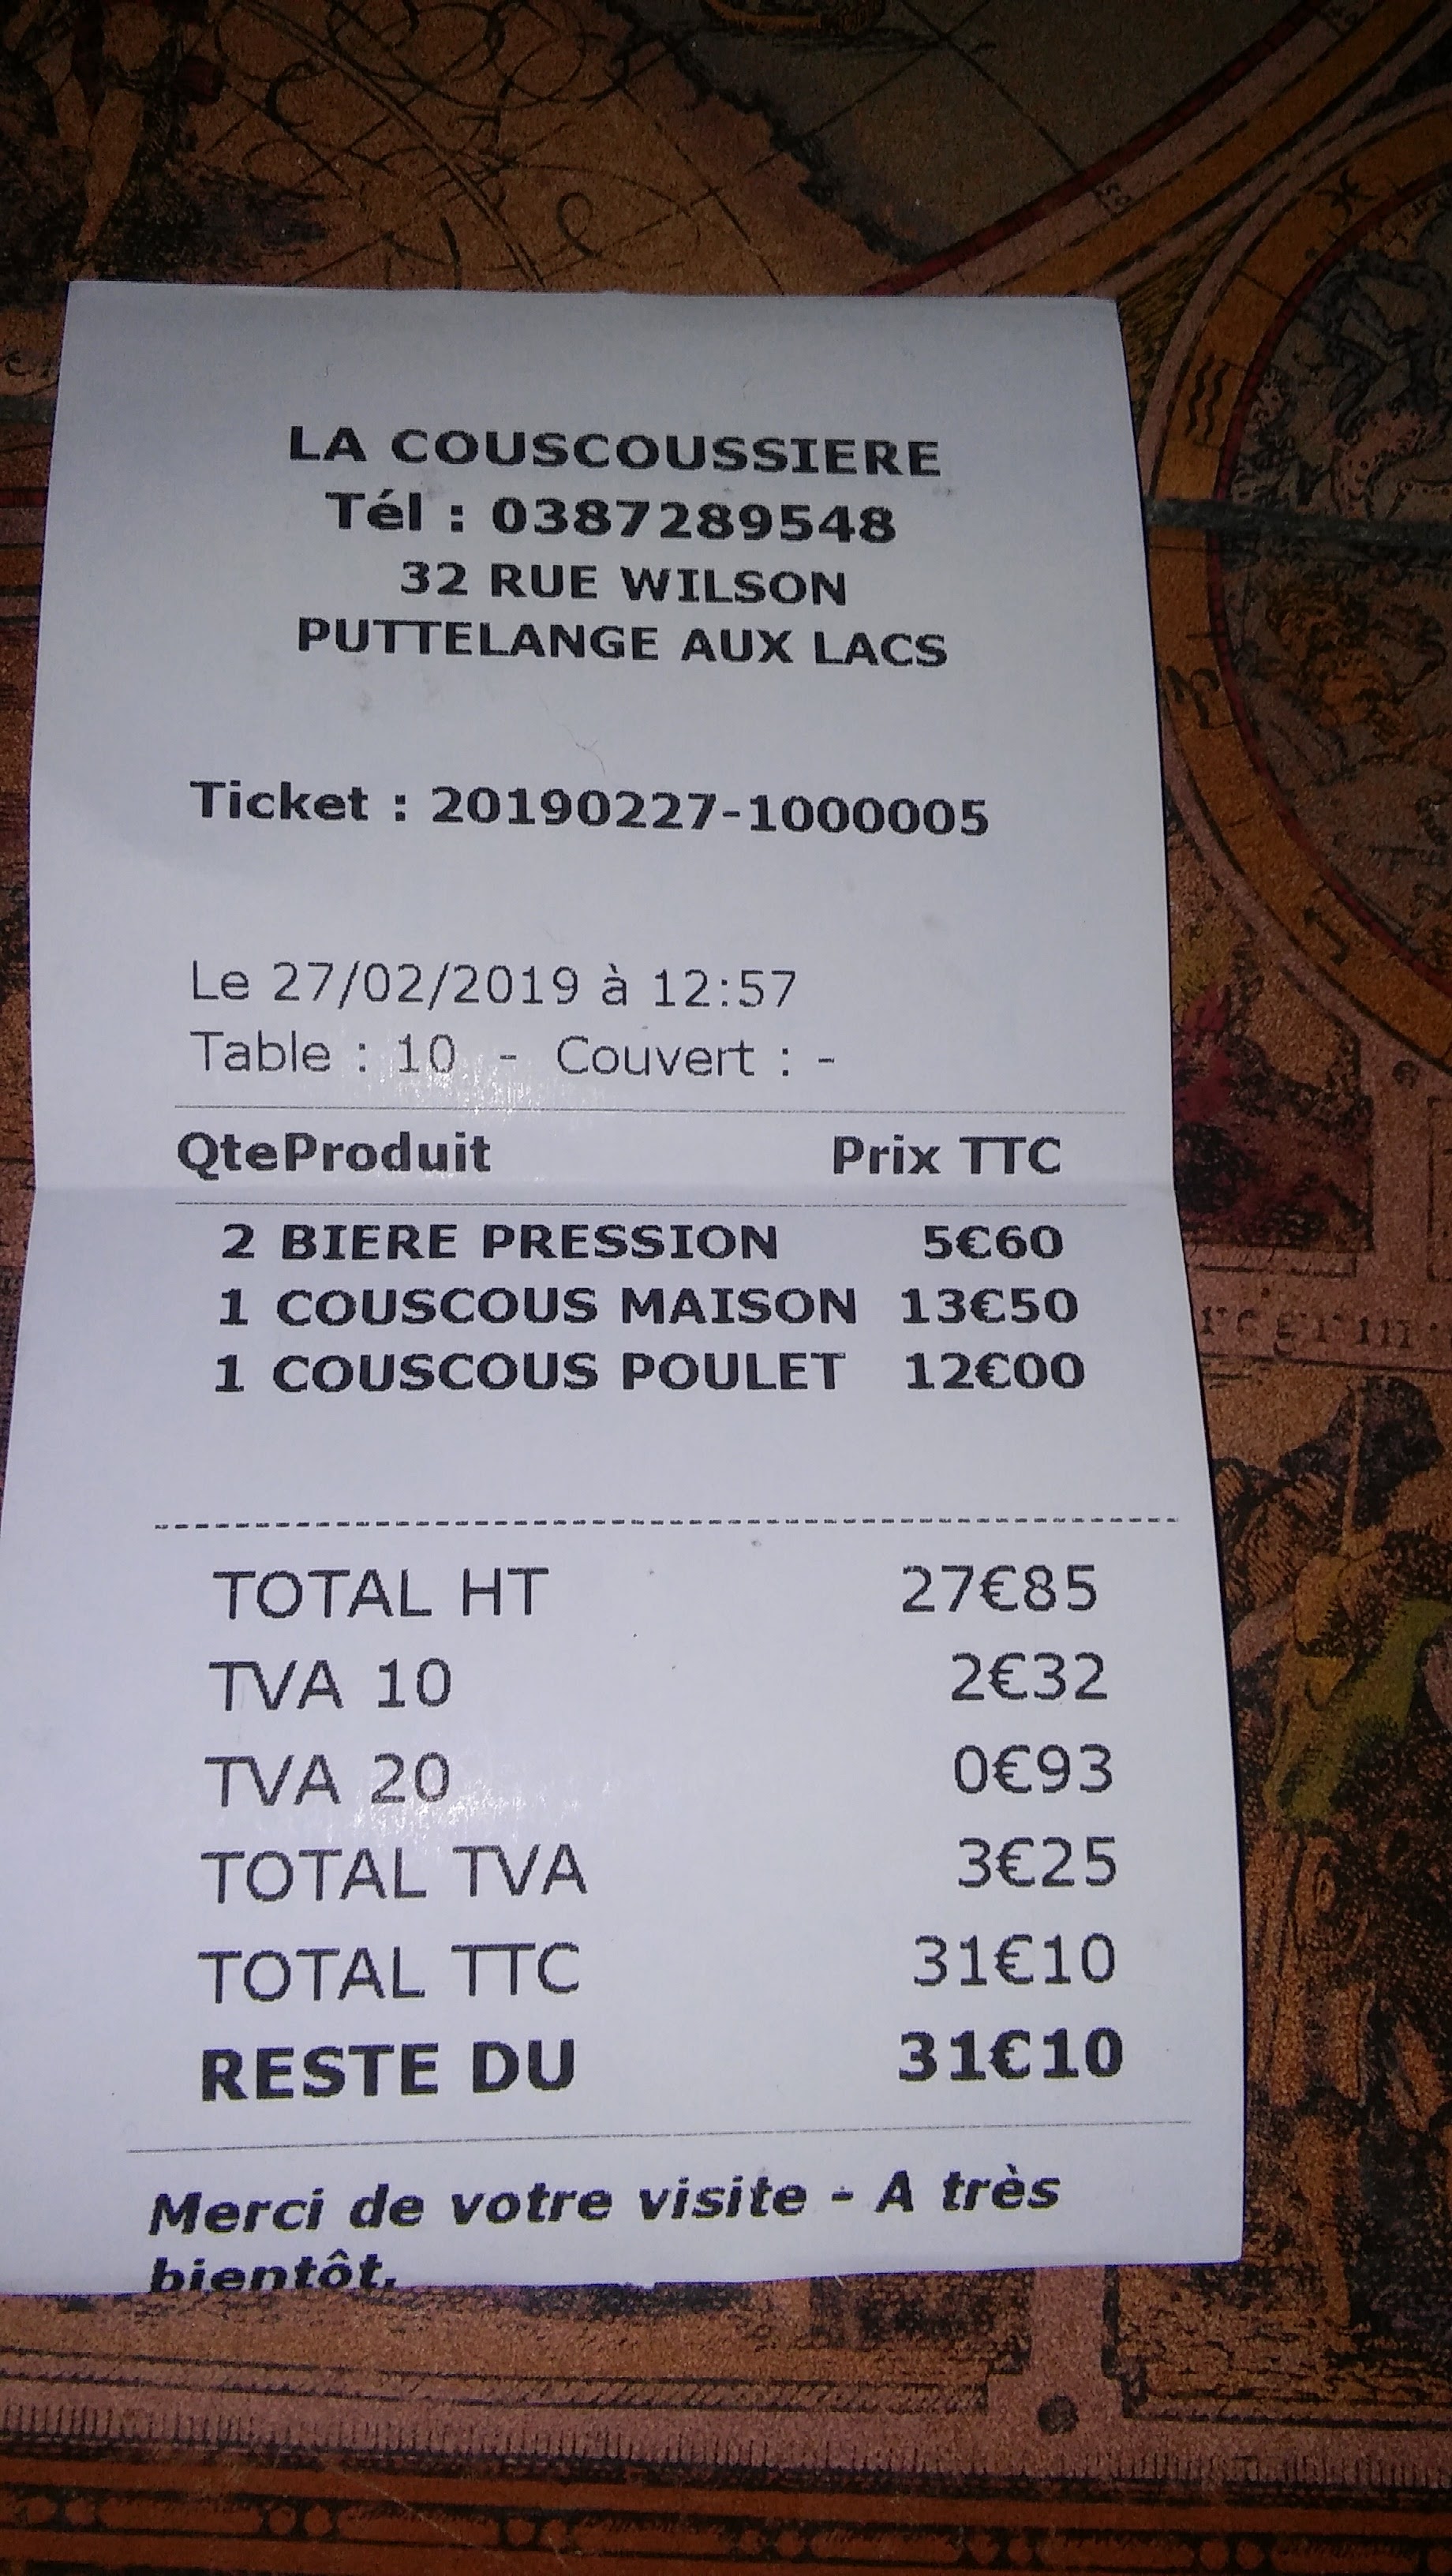 LA COUSCOUSSIERE
Tél : 0387289548
32 RUE WILSON
PUTTELANGE AUX LACS
Ticket : 20190227-1000005
Le 27/02/2019 à 12:57
Table : 10 - Couvert : -
QteProduit Prix TTC
2 BIERE PRESSION 5€60
1 COUSCOUS MAISON 13€50
1 COUSCOUS POULET 12€00
TOTAL HT 27€85
TVA 10 2€32
TVA 20 0€93
TOTAL TVA 3€25
TOTAL TTC 31€10
RESTE DU 31€10
Merci de votre visite - A très
bientôt.